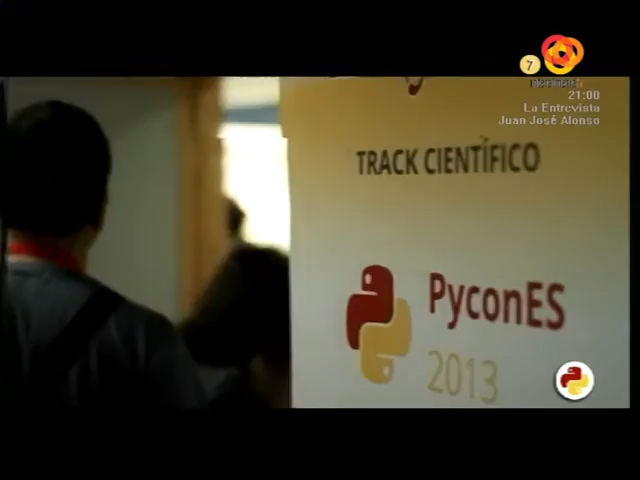 7
21:00
La Entrevista
Juan José Alonso
TRACK CIENTÍFICO
PyconES
2013